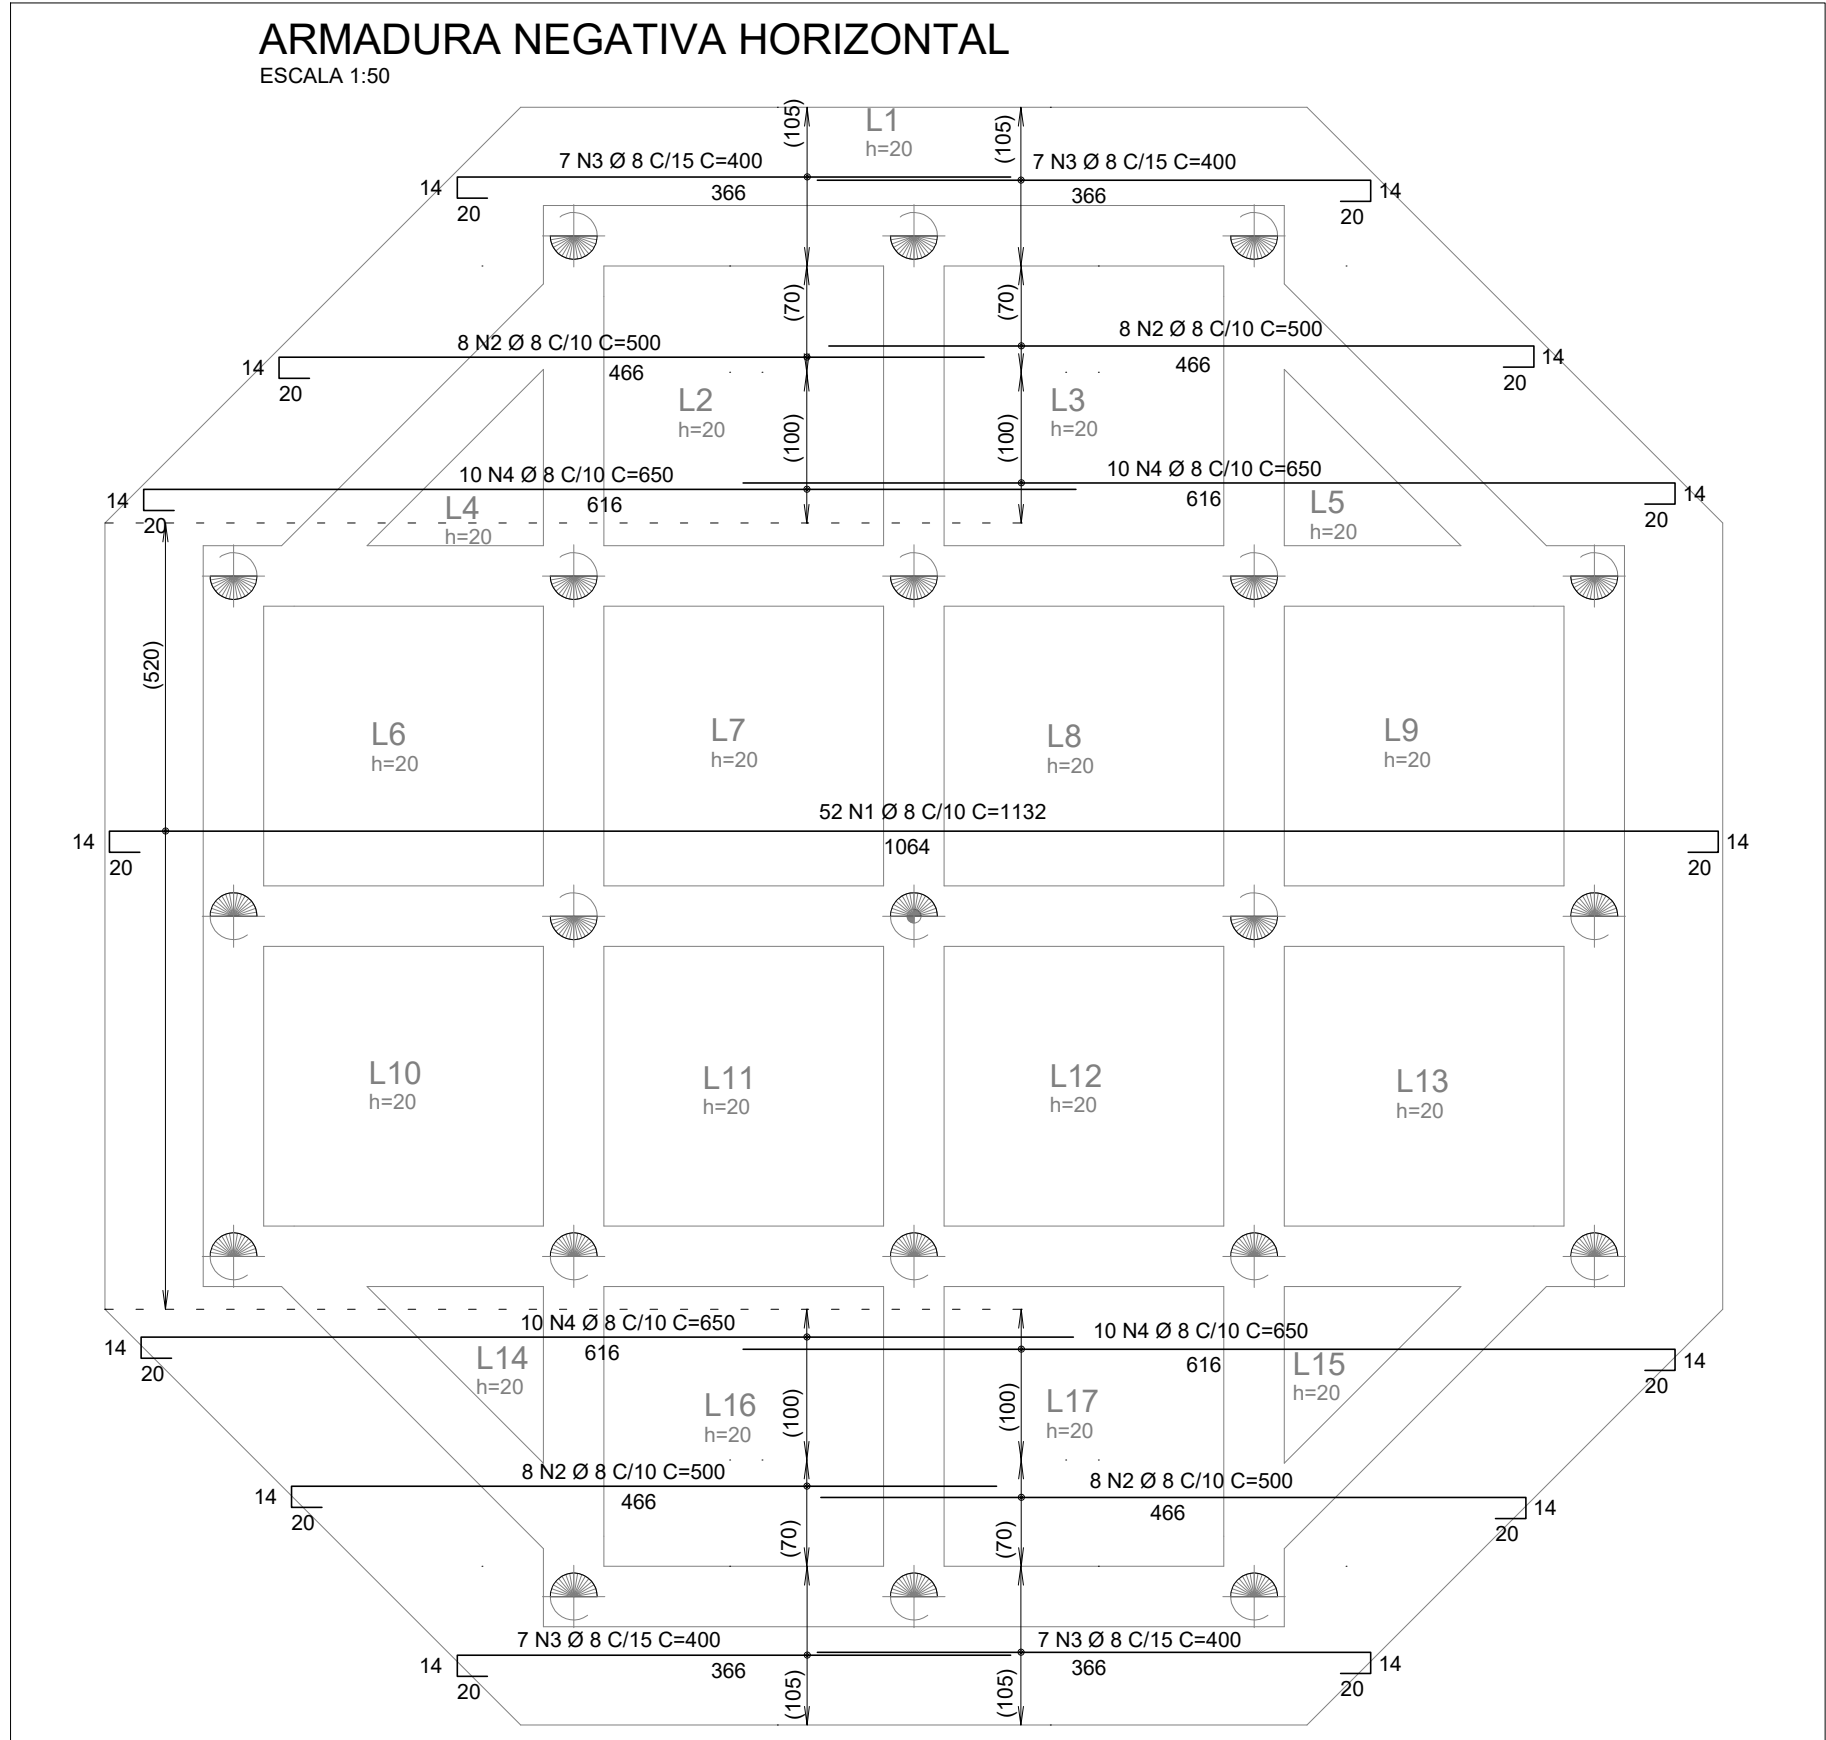 ARMADURA NEGATIVA HORIZONTAL
ESCALA 1:50
(105)
L1
h=20
(105)
7 N3 Ø 8 C/15 C=400
7 N3 Ø 8 C/15 C=400
14
366
366
14
20
20
(70)
(70)
8 N2 Ø 8 C/10 C=500
8 N2 Ø 8 C/10 C=500
14
466
466
14
20
20
L2
h=20
L3
h=20
(100)
(100)
10 N4 Ø 8 C/10 C=650
10 N4 Ø 8 C/10 C=650
14
616
616
14
20
20
L4
h=20
L5
h=20
(520)
L6
h=20
L7
h=20
L8
h=20
L9
h=20
52 N1 Ø 8 C/10 C=1132
14
1064
14
20
20
L10
h=20
L11
h=20
L12
h=20
L13
h=20
10 N4 Ø 8 C/10 C=650
10 N4 Ø 8 C/10 C=650
14
616
616
14
20
20
L14
h=20
L15
h=20
L16
h=20
L17
h=20
(100)
(100)
8 N2 Ø 8 C/10 C=500
8 N2 Ø 8 C/10 C=500
14
466
466
14
20
20
(70)
(70)
7 N3 Ø 8 C/15 C=400
7 N3 Ø 8 C/15 C=400
14
366
366
14
20
20
(105)
(105)